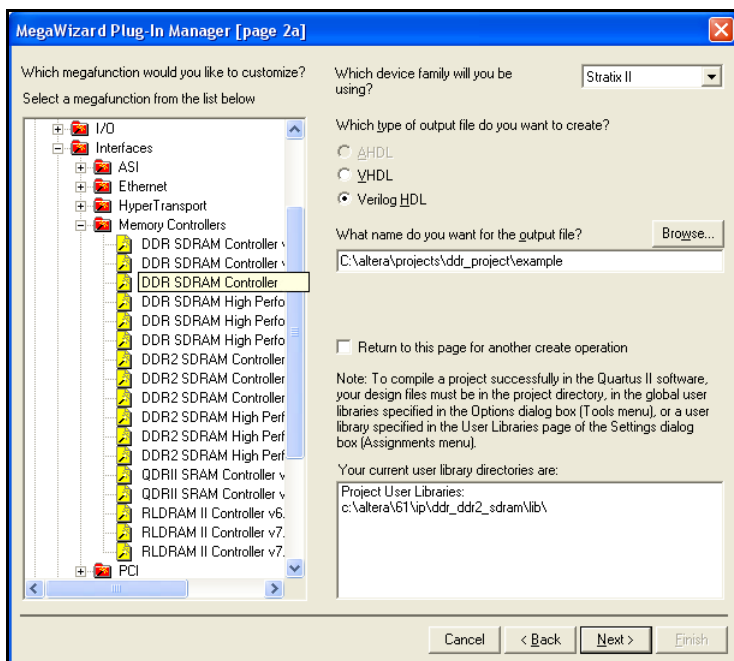 MegaWizard Plug-In Manager [page 2a]
Which megafunction would you like to customize?
Select a megafunction from the list below
I/O
Interfaces
ASI
Ethernet
HyperTransport
Memory Controllers
DDR SDRAM Controller v
DDR SDRAM Controller v
DDR SDRAM Controller
DDR SDRAM High Perfo
DDR SDRAM High Perfo
DDR SDRAM High Perfo
DDR2 SDRAM Controller
DDR2 SDRAM Controller
DDR2 SDRAM Controller
DDR2 SDRAM High Perf
DDR2 SDRAM High Perf
DDR2 SDRAM High Perf
QDRII SRAM Controller v
QDRII SRAM Controller v
RLDRAM II Controller v6.
RLDRAM II Controller v7.
RLDRAM II Controller v7.
PCI
Which device family will you be
using?
Stratix II
Which type of output file do you want to create?
AHDL
VHDL
Verilog HDL
What name do you want for the output file?
Browse...
C:\altera\projects\ddr_project\example
Return to this page for another create operation
Note: To compile a project successfully in the Quartus II software,
your design files must be in the project directory, in the global user
libraries specified in the Options dialog box (Tools menu), or a user
library specified in the User Libraries page of the Settings dialog
box (Assignments menu).
Your current user library directories are:
Project User Libraries:
c:\altera\61\ip\ddr_ddr2_sdram\lib\
Cancel
< Back
Next >
Finish